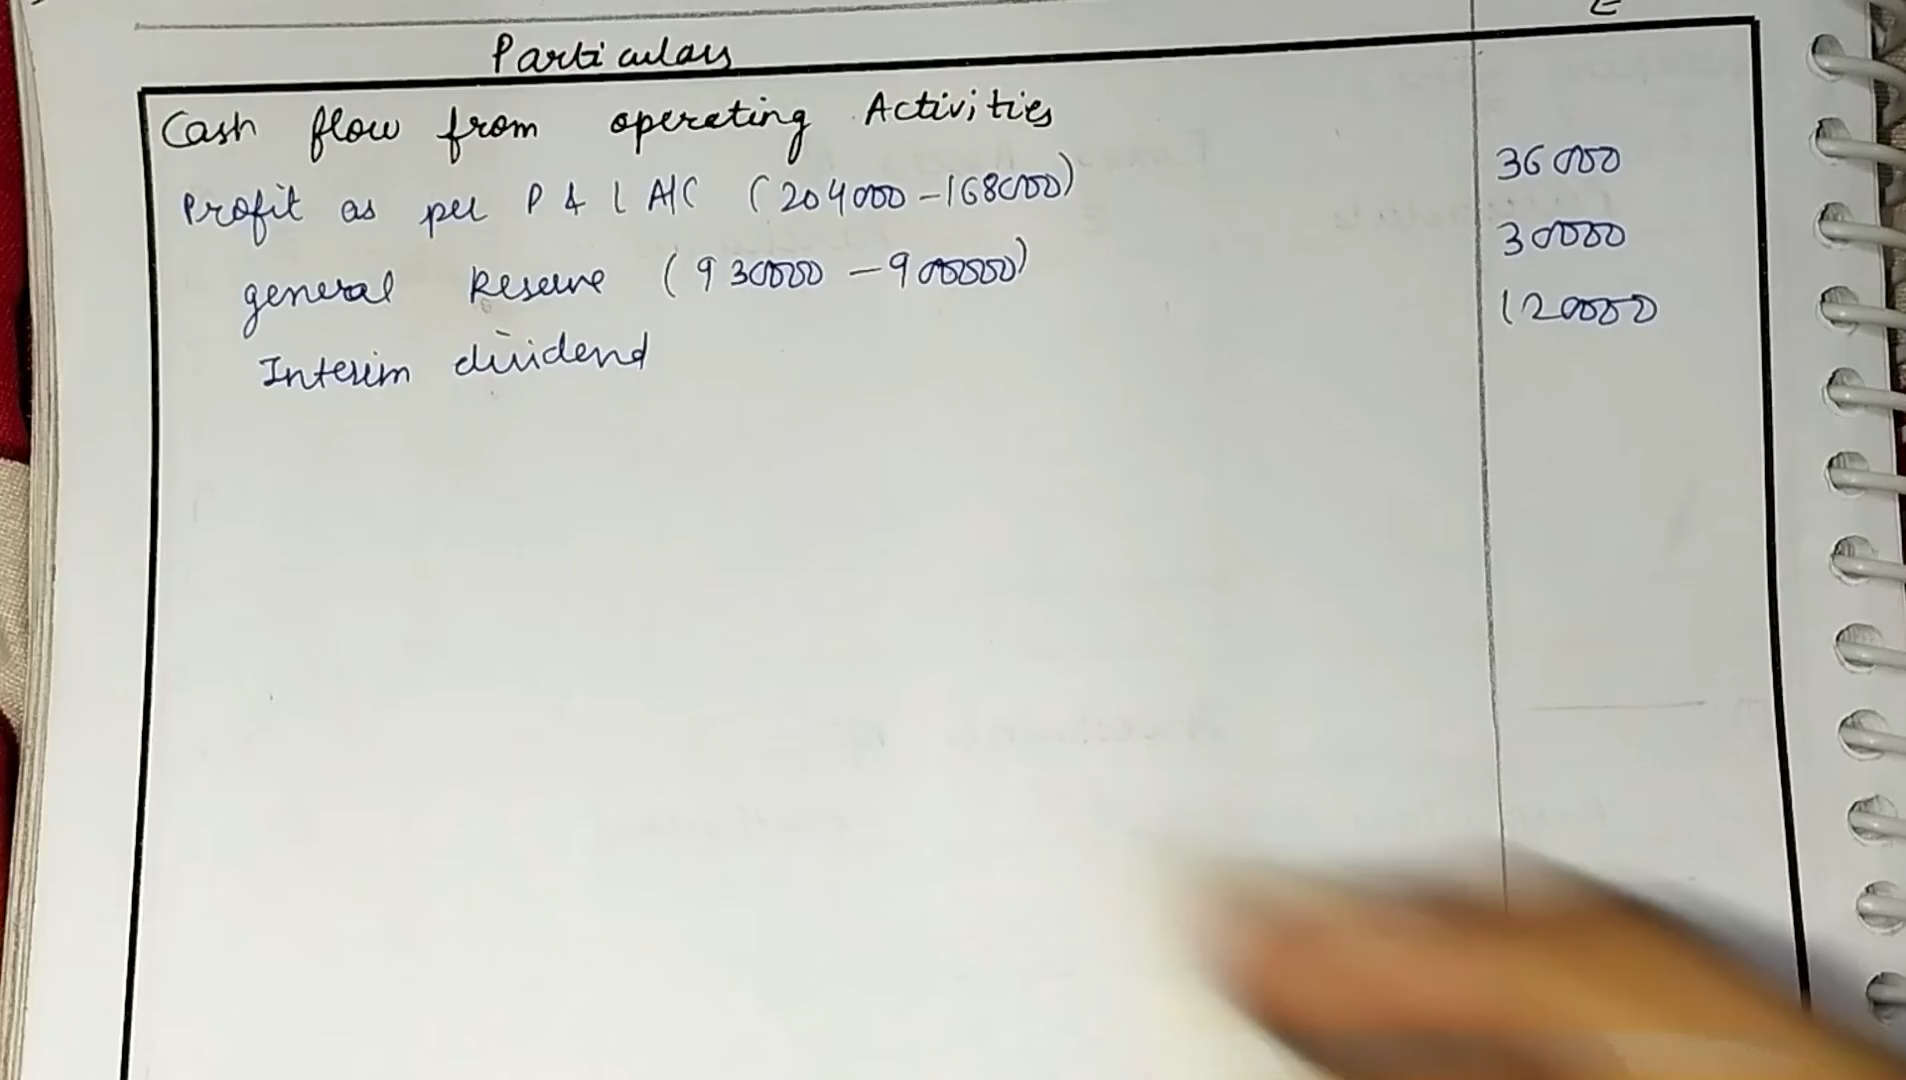 Particulars
Cash flow from operating Activities
Profit as per P & L A/C (204000 - 168000) 36000
general Reserve (930000 - 900000) 30000
Interim dividend 120000